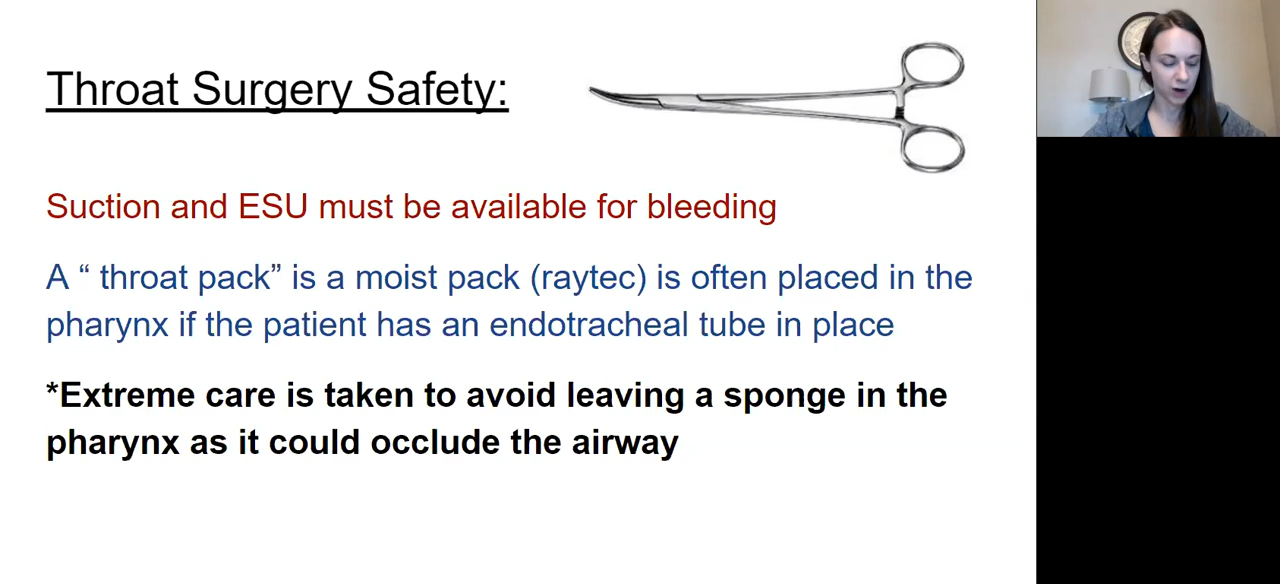 Throat Surgery Safety:
Suction and ESU must be available for bleeding
A “ throat pack” is a moist pack (raytec) is often placed in the
pharynx if the patient has an endotracheal tube in place
*Extreme care is taken to avoid leaving a sponge in the
pharynx as it could occlude the airway